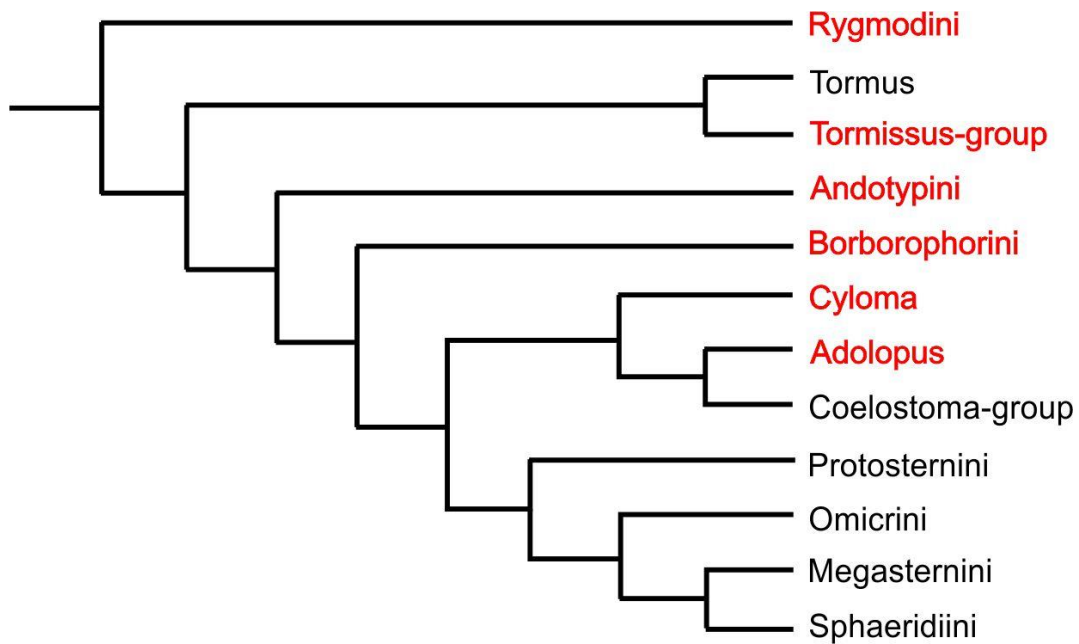 Rygmodini
Tormus
Tormissus-group
Andotypini
Borborophorini
Cyloma
Adolopus
Coelostoma-group
Protosternini
Omicrini
Megasternini
Sphaeridiini